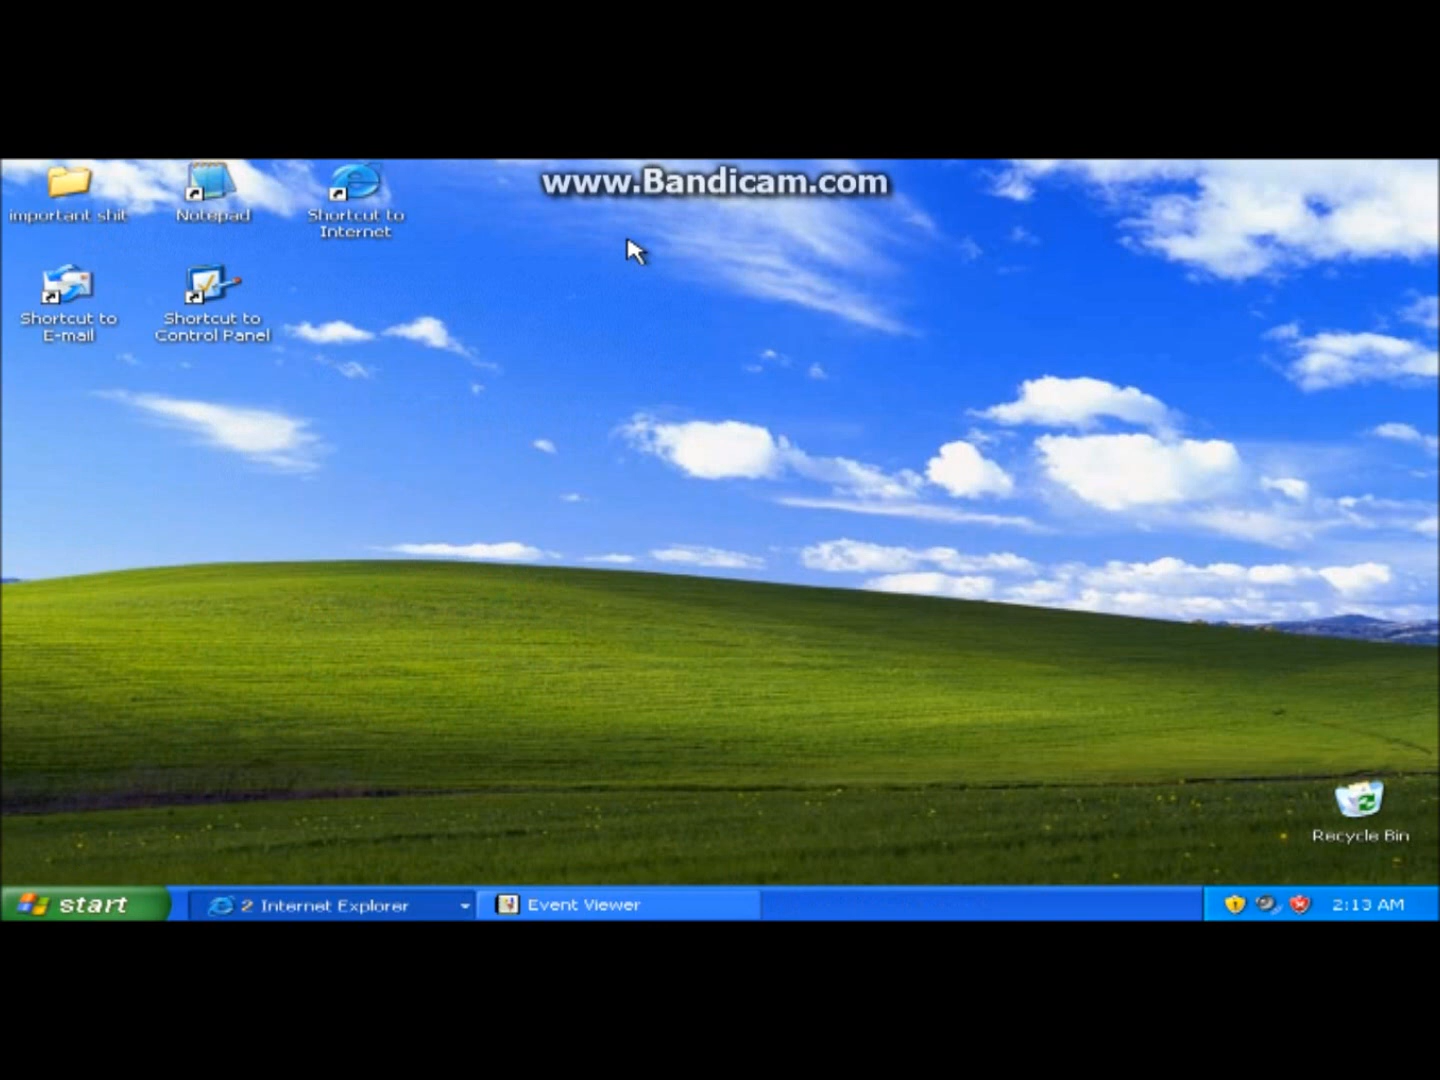 www.Bandicam.com
important shit
Notepad
Shortcut to
Internet
Shortcut to
E-mail
Shortcut to
Control Panel
Recycle Bin
start
2 Internet Explorer
Event Viewer
2:13 AM